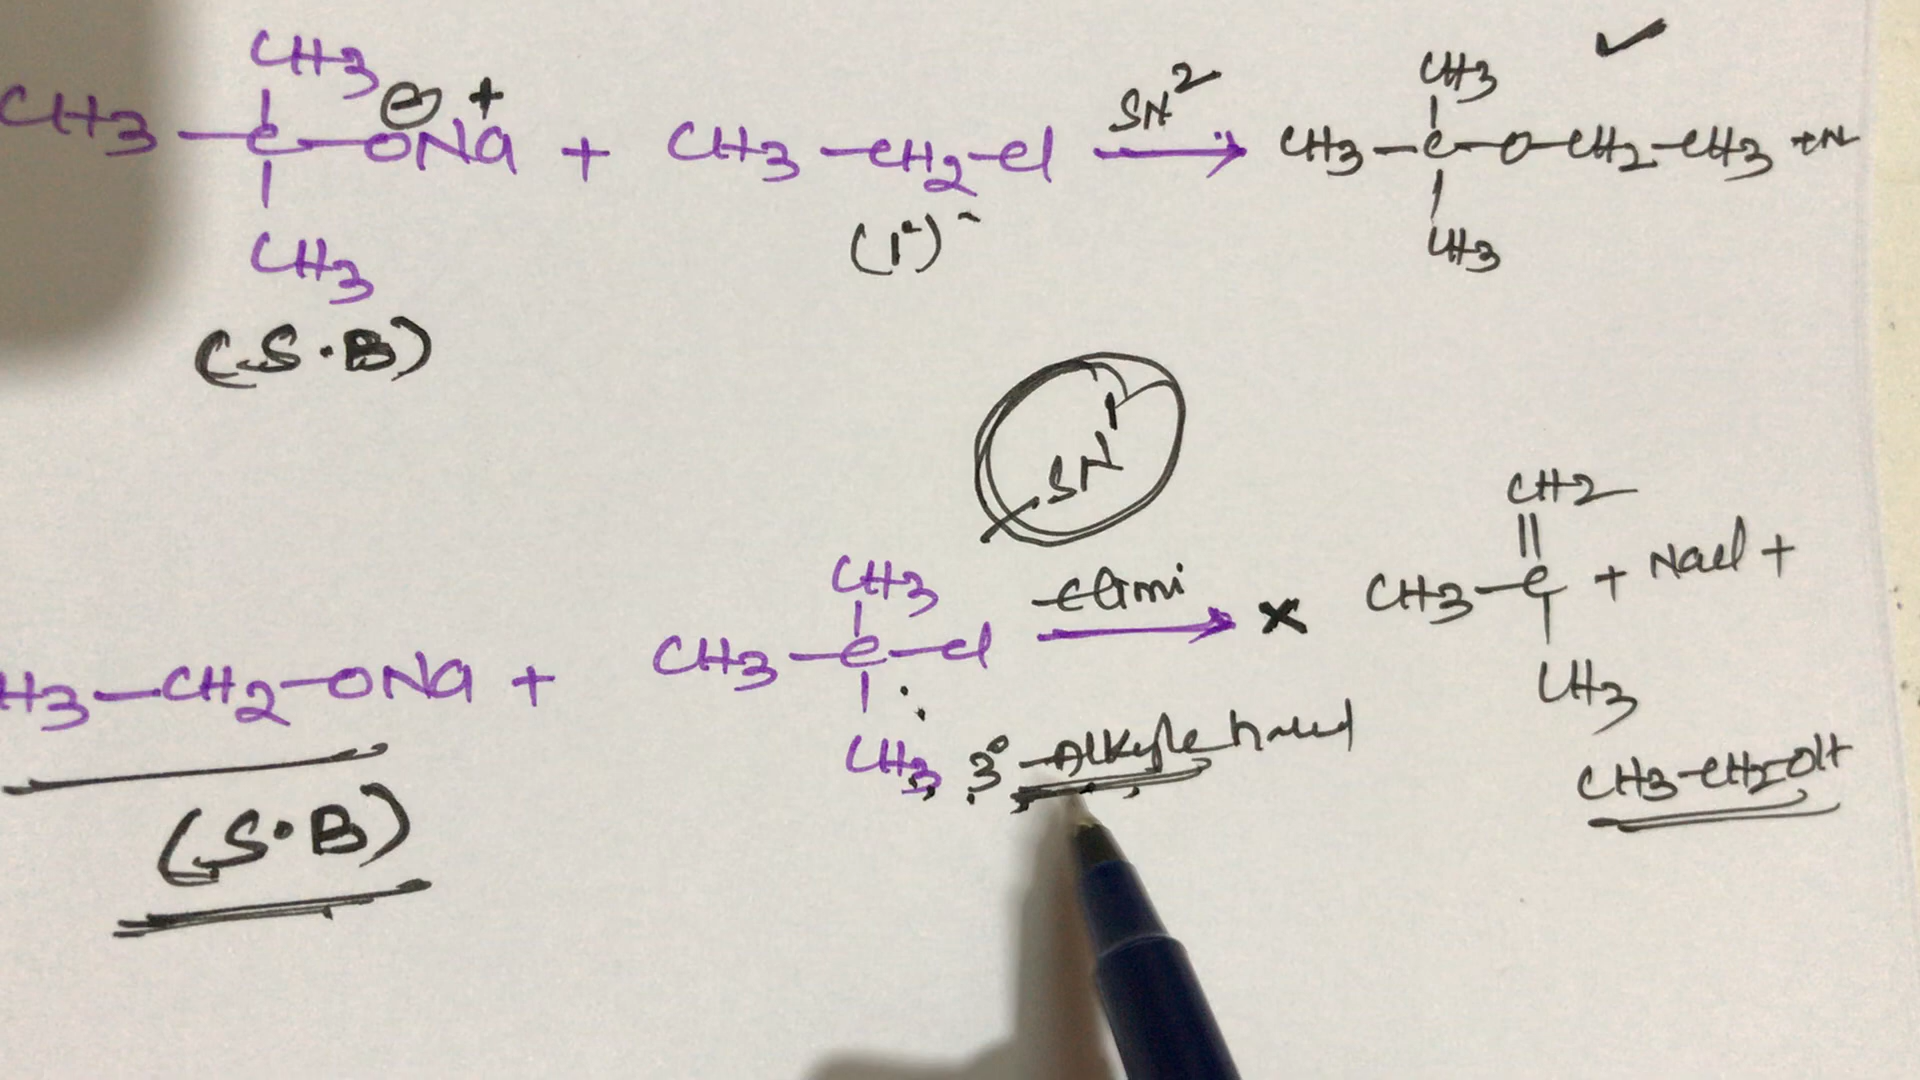 CH3
CH3 — C — ONa + CH3 — CH2 — Cl SN2 → CH3 — C — O — CH2 — CH3 +N
⊖ +
CH3
CH3
CH3
(1°)
(S.B)
✓
SN1
CH2
CH3
H3 — CH2 — ONa + CH3 — C — Cl Elimi → × CH3 — C + NaCl +
CH3
CH3
3° Alkyle
CH3 — CH2 — OH
(S.B)